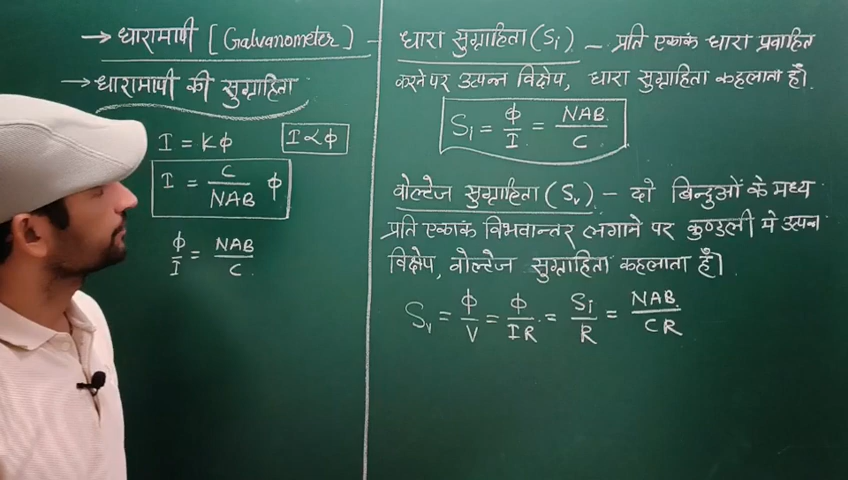 → धारामापी [Galvanometer] -
→ धारामापी की सुग्राहिता
I = Kϕ   I ∝ ϕ
I = C/NAB ϕ
ϕ/I = NAB/C
धारा सुग्राहिता (Si) - प्रति एकांक धारा प्रवाहित
करने पर उत्पन्न विक्षेप, धारा सुग्राहिता कहलाता हैं।
Si = ϕ/I = NAB/C
वोल्टेज सुग्राहिता (Sv) - दो बिन्दुओं के मध्य
प्रति एकांक विभवान्तर लगाने पर कुण्डली मे उत्पन्न
विक्षेप, वोल्टेज सुग्राहिता कहलाता हैं।
Sv = ϕ/V = ϕ/IR = Si/R = NAB/CR